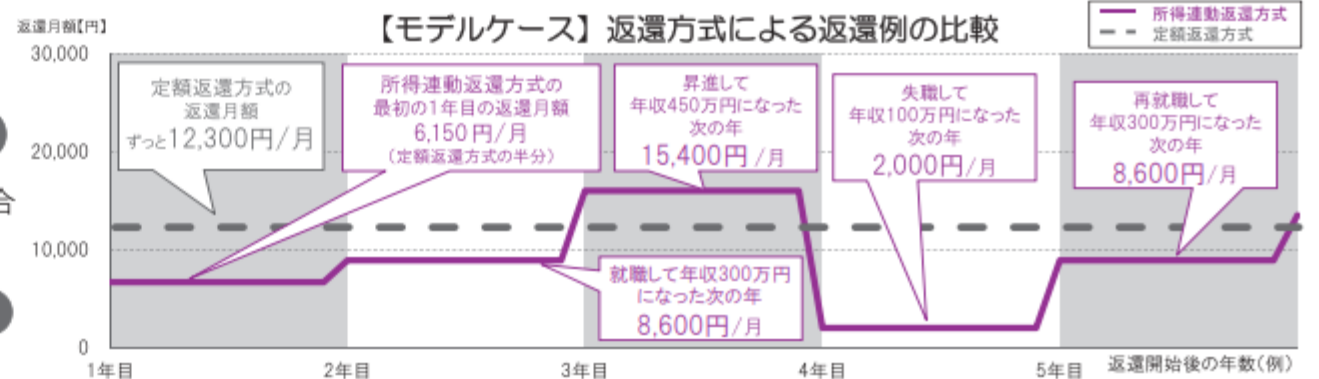 返還月額【円】
【モデルケース】返還方式による返還例の比較
所得連動返還方式
定額返還方式
30,000
20,000
10,000
0
定額返還方式の
返還月額
ずっと12,300円/月
所得連動返還方式の
最初の1年目の返還月額
6,150円/月
(定額返還方式の半分)
昇進して
年収450万円になった
次の年
15,400円/月
失職して
年収100万円になった
次の年
2,000円/月
再就職して
年収300万円になった
次の年
8,600円/月
就職して年収300万円
になった次の年
8,600円/月
合
1年目
2年目
3年目
4年目
5年目
返還開始後の年数(例)